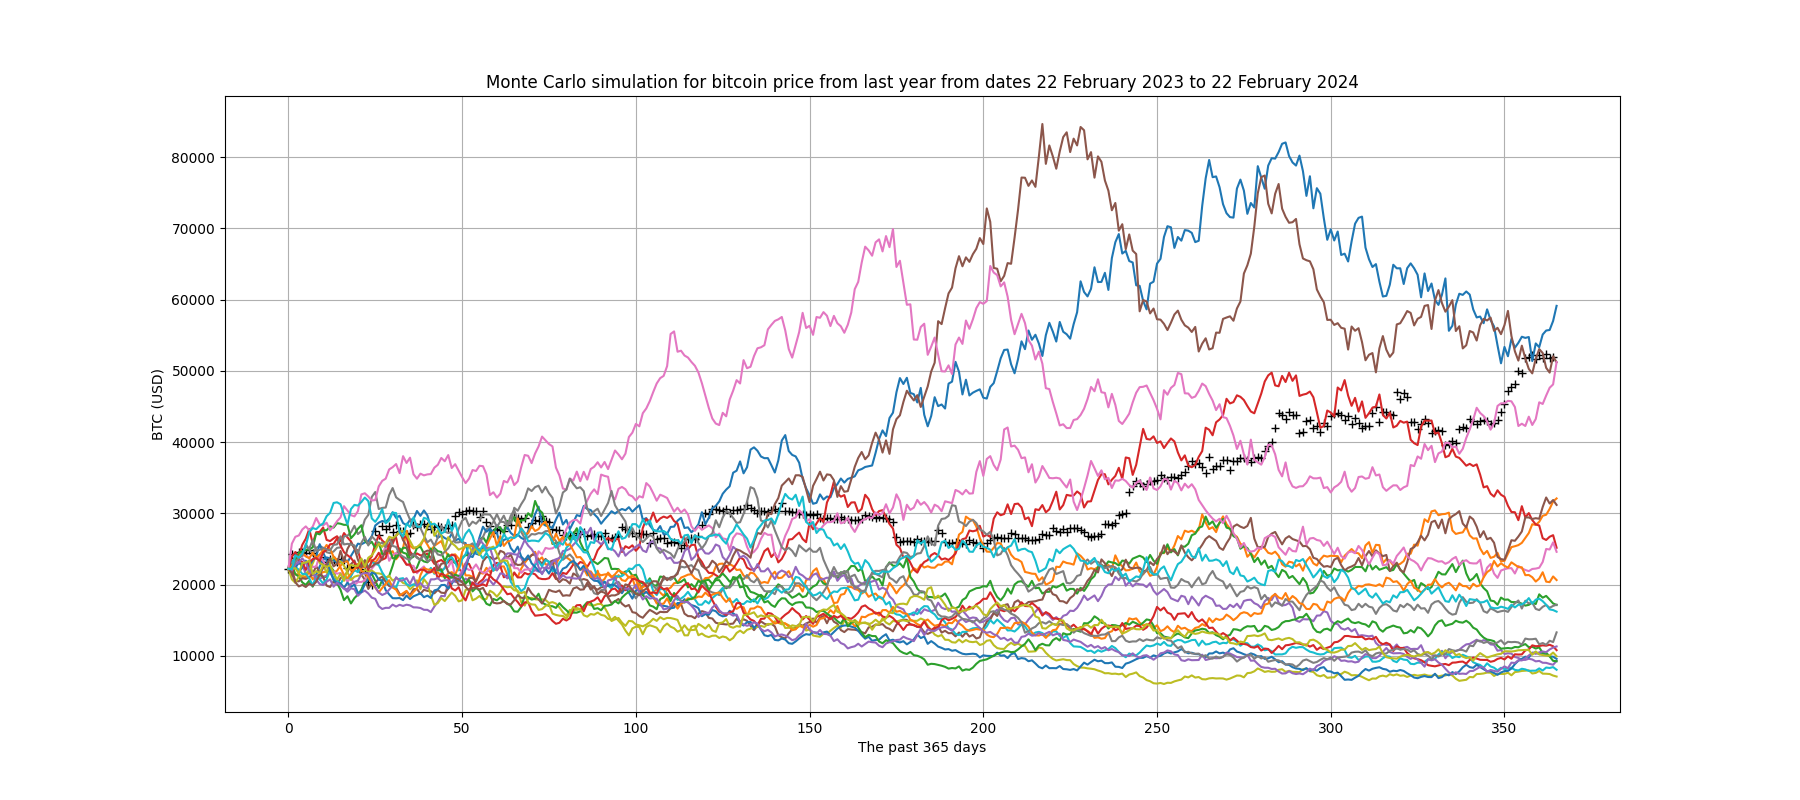 Monte Carlo simulation for bitcoin price from last year from dates 22 February 2023 to 22 February 2024
BTC (USD)
80000
70000
60000
50000
40000
30000
20000
10000
0 50 100 150 200 250 300 350
The past 365 days